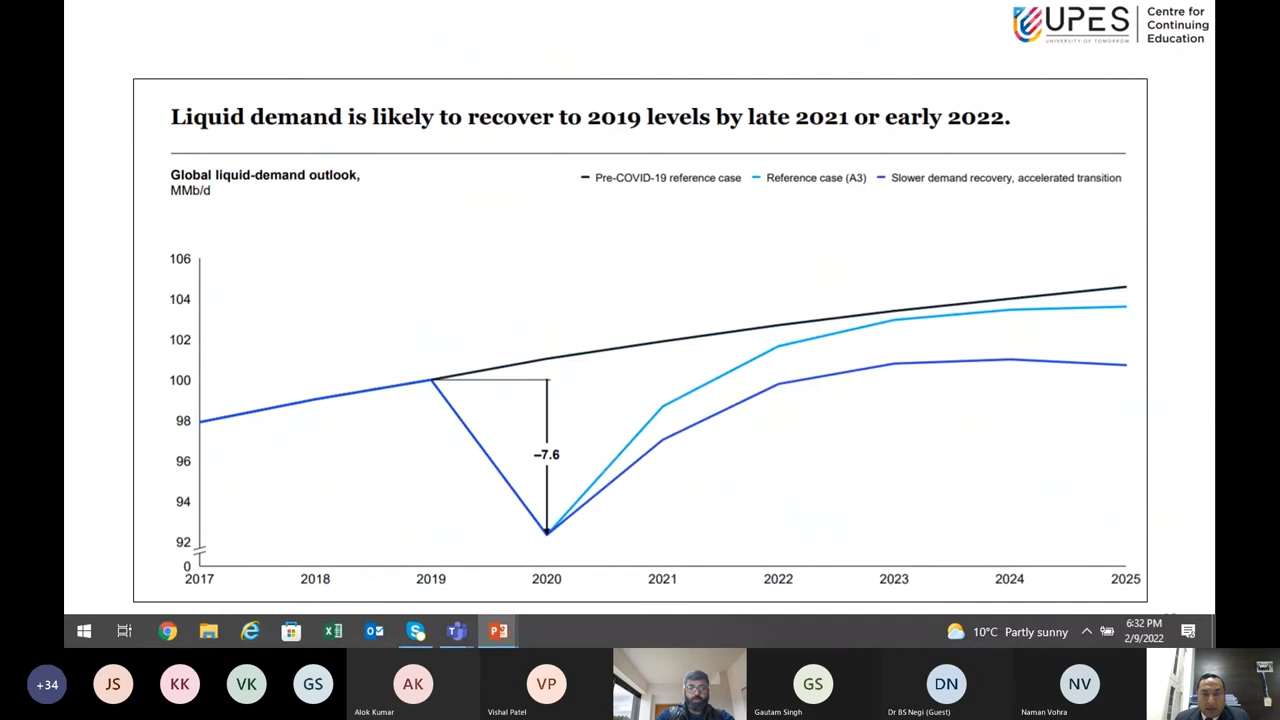 UPES
UNIVERSITY OF TOMORROW
Centre for
Continuing
Education
Liquid demand is likely to recover to 2019 levels by late 2021 or early 2022.
Global liquid-demand outlook,
MMb/d
Pre-COVID-19 reference case
Reference case (A3)
Slower demand recovery, accelerated transition
106
104
102
100
98
96
94
92
0
–7.6
2017
2018
2019
2020
2021
2022
2023
2024
2025
10°C Partly sunny
6:32 PM
2/9/2022
+34
JS
KK
VK
GS
AK
Alok Kumar
VP
Vishal Patel
GS
Gautam Singh
DN
Dr BS Negi (Guest)
NV
Naman Vohra